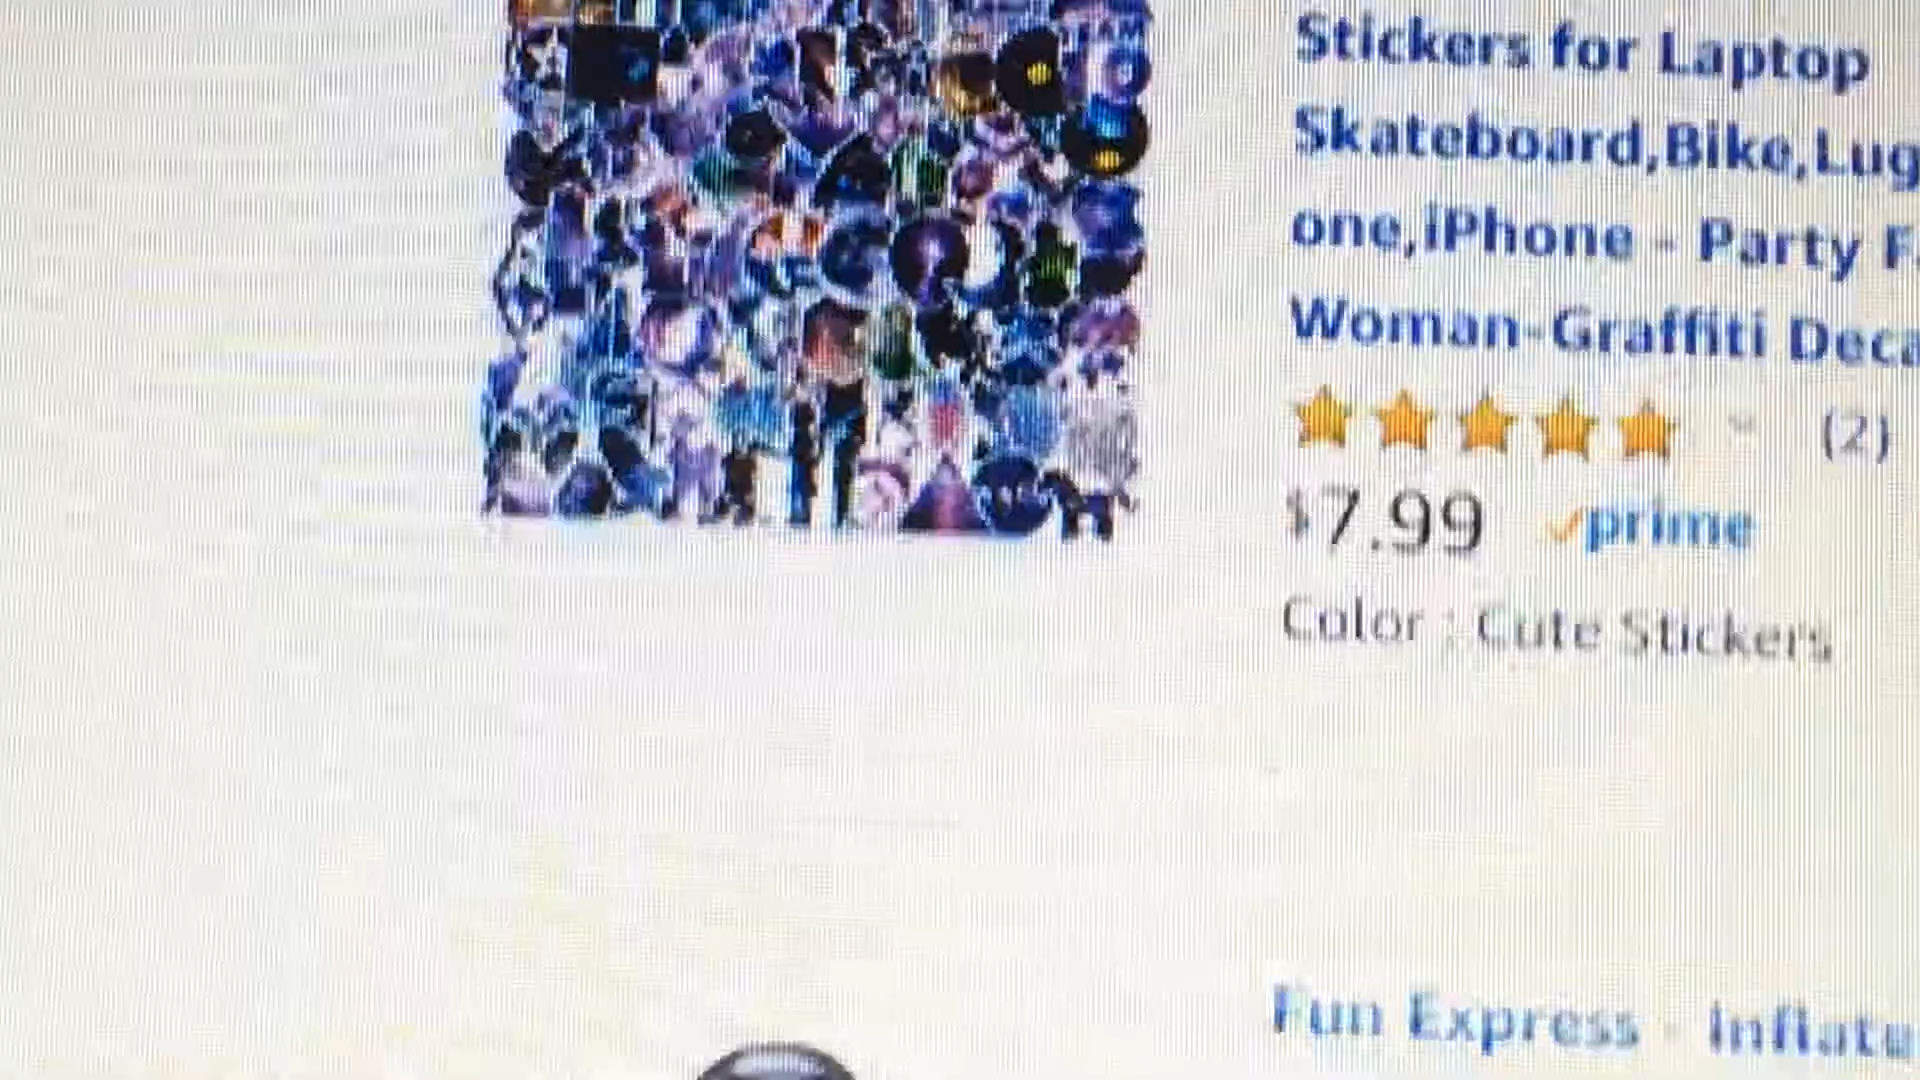 Stickers for Laptop
Skateboard,Bike,Lug
one,iPhone - Party F
Woman-Graffiti Deca
(2)
$7.99 prime
Color : Cute Stickers
Fun Express - Inflata